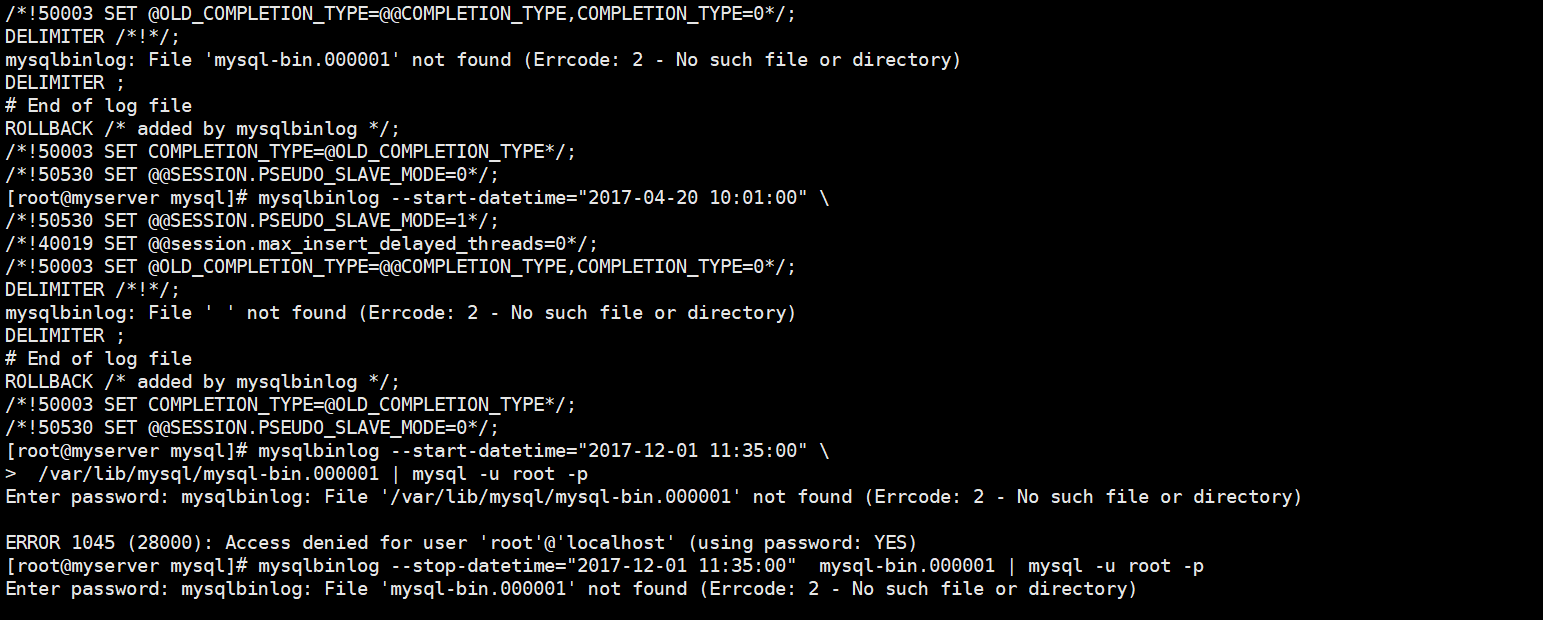 /*!50003 SET @OLD_COMPLETION_TYPE=@@COMPLETION_TYPE,COMPLETION_TYPE=0*/;
DELIMITER /*!*/;
mysqlbinlog: File 'mysql-bin.000001' not found (Errcode: 2 - No such file or directory)
DELIMITER ;
# End of log file
ROLLBACK /* added by mysqlbinlog */;
/*!50003 SET COMPLETION_TYPE=@OLD_COMPLETION_TYPE*/;
/*!50530 SET @@SESSION.PSEUDO_SLAVE_MODE=0*/;
[root@myserver mysql]# mysqlbinlog --start-datetime="2017-04-20 10:01:00" \
/*!50530 SET @@SESSION.PSEUDO_SLAVE_MODE=1*/;
/*!40019 SET @@session.max_insert_delayed_threads=0*/;
/*!50003 SET @OLD_COMPLETION_TYPE=@@COMPLETION_TYPE,COMPLETION_TYPE=0*/;
DELIMITER /*!*/;
mysqlbinlog: File ' ' not found (Errcode: 2 - No such file or directory)
DELIMITER ;
# End of log file
ROLLBACK /* added by mysqlbinlog */;
/*!50003 SET COMPLETION_TYPE=@OLD_COMPLETION_TYPE*/;
/*!50530 SET @@SESSION.PSEUDO_SLAVE_MODE=0*/;
[root@myserver mysql]# mysqlbinlog --start-datetime="2017-12-01 11:35:00" \
>  /var/lib/mysql/mysql-bin.000001 | mysql -u root -p
Enter password: mysqlbinlog: File '/var/lib/mysql/mysql-bin.000001' not found (Errcode: 2 - No such file or directory)
ERROR 1045 (28000): Access denied for user 'root'@'localhost' (using password: YES)
[root@myserver mysql]# mysqlbinlog --stop-datetime="2017-12-01 11:35:00"  mysql-bin.000001 | mysql -u root -p
Enter password: mysqlbinlog: File 'mysql-bin.000001' not found (Errcode: 2 - No such file or directory)